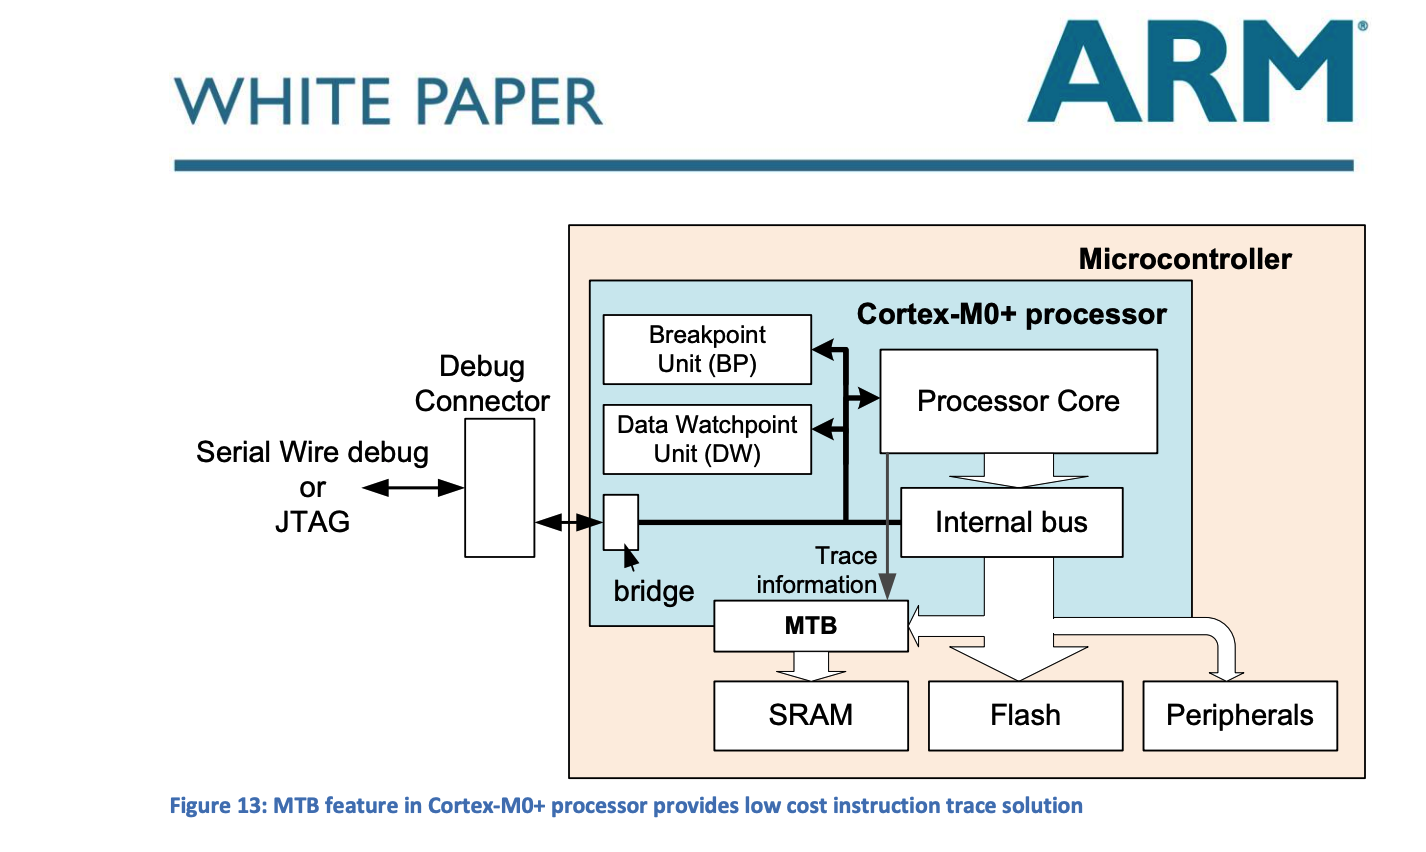 WHITE PAPER
ARM®
Microcontroller
Cortex-M0+ processor
Breakpoint
Unit (BP)
Processor Core
Debug
Connector
Data Watchpoint
Unit (DW)
Serial Wire debug
or
JTAG
Internal bus
Trace
information
bridge
MTB
SRAM
Flash
Peripherals
Figure 13: MTB feature in Cortex-M0+ processor provides low cost instruction trace solution